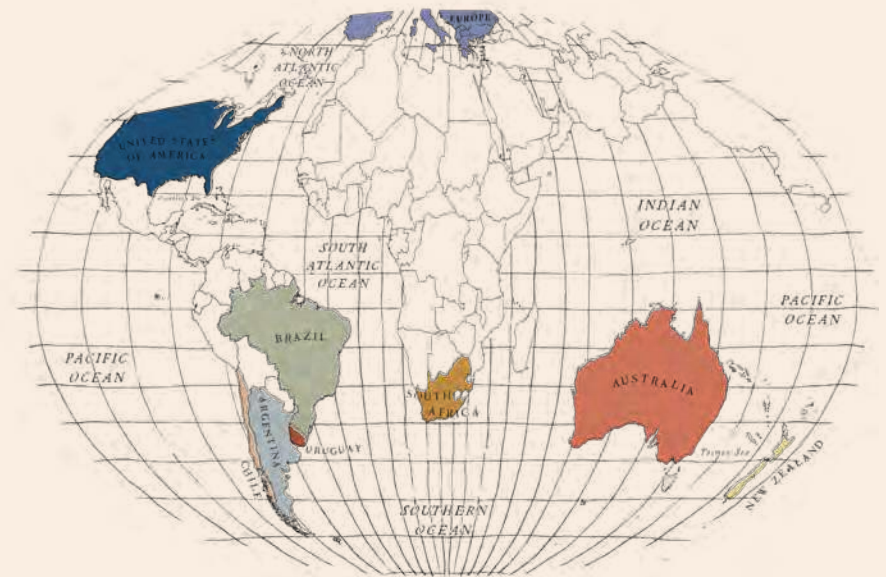 EUROPE
NORTH
ATLANTIC
OCEAN
UNITED STATES
OF AMERICA
INDIAN
OCEAN
SOUTH
ATLANTIC
OCEAN
BRAZIL
PACIFIC
OCEAN
PACIFIC
OCEAN
AUSTRALIA
SOUTH
AFRICA
ARGENTINA
URUGUAY
CHILE
Tasman Sea
NEW ZEALAND
SOUTHERN
OCEAN